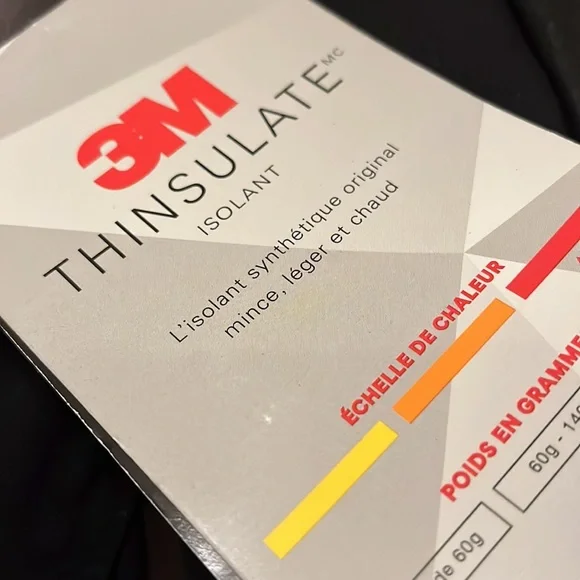 3M
THINSULATE MC
ISOLANT
L'isolant synthétique original
mince, léger et chaud
ÉCHELLE DE CHALEUR
POIDS EN GRAMME
de 60g
60g - 14